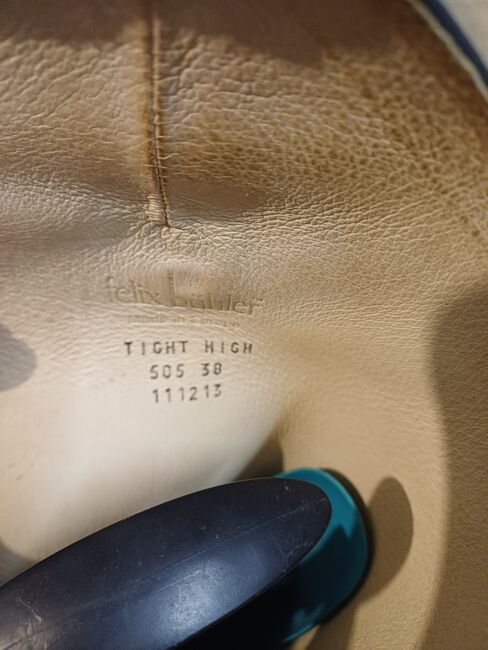 felix bühler
TIGHT HIGH
505 38
111213